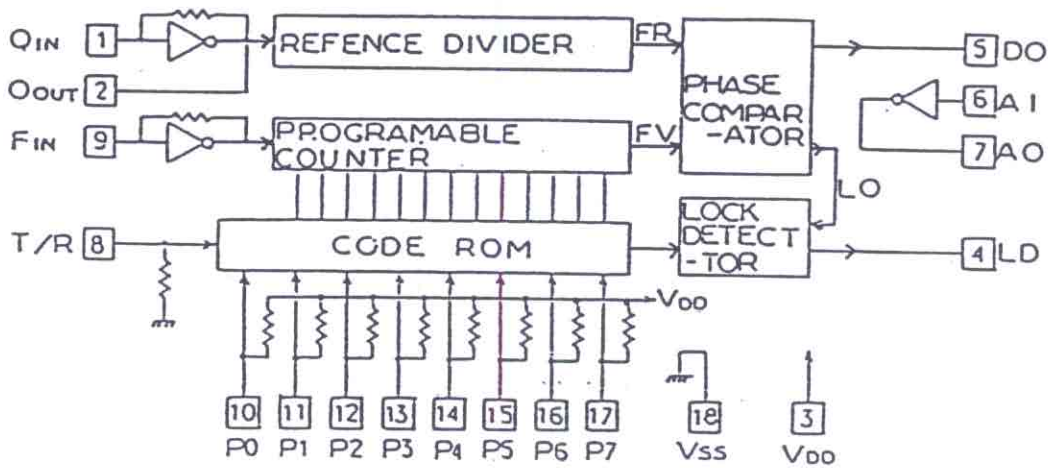 QIN 1 REFENCE DIVIDER FR 5 DO
OOUT 2 PHASE 6 AI
COMPAR
-ATOR
FIN 9 PROGRAMABLE FV 7 AO
COUNTER
LO
T/R 8 CODE ROM LOCK 4 LD
DETECT
-TOR
VDD
10 11 12 13 14 15 16 17 18 3
P0 P1 P2 P3 P4 P5 P6 P7 VSS VDD